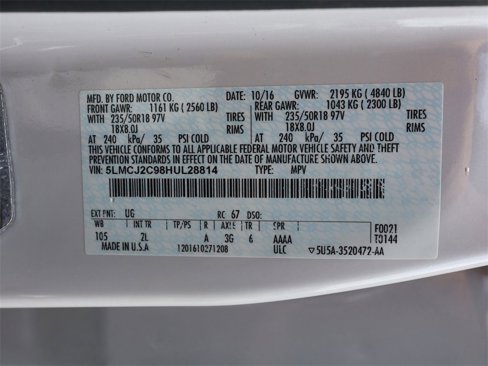 MFD. BY FORD MOTOR CO. DATE: 10/16 GVWR: 2195 KG ( 4840 LB)
FRONT GAWR: 1161 KG ( 2560 LB) REAR GAWR: 1043 KG ( 2300 LB)
235/50R18 97V TIRES 235/50R18 97V TIRES
18X8.0J RIMS 18X8.0J RIMS
AT 240 kPa/ 35 PSI COLD AT 240 kPa/ 35 PSI COLD
THIS VEHICLE CONFORMS TO ALL APPLICABLE FEDERAL MOTOR VEHICLE SAFETY AND THEFT PREVENTION STANDARDS IN EFFECT ON THE DATE OF MANUFACTURE SHOWN ABOVE.
VIN: 5LMCJ2C98HUL28814 TYPE: MPV
EXT PNT: UG RC: 67 DSO:
WB INT TR TP/PS R AXLE TR SPR F0021
105 2L A 3G 6 AAAA T0144
MADE IN U.S.A 1201610271208 ULC 5U5A-3520472-AA